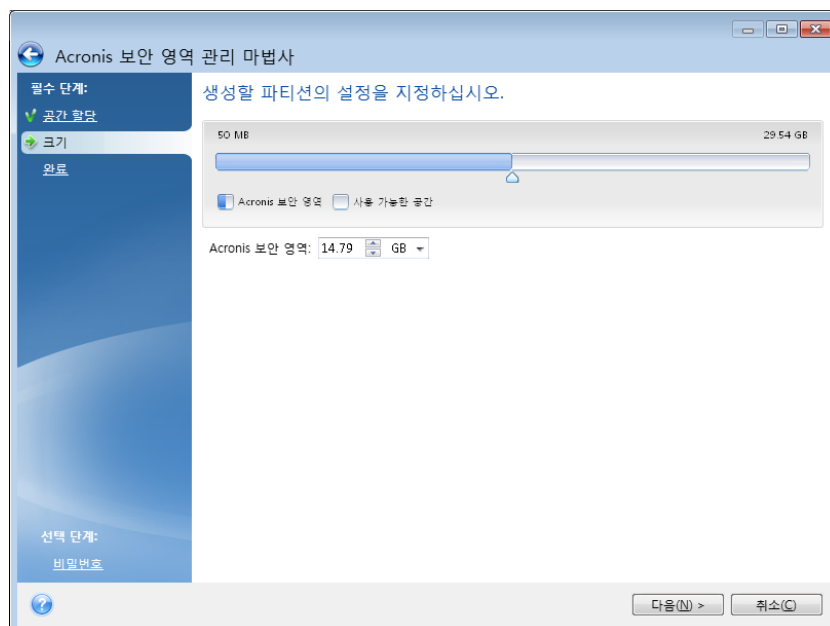 Acronis 보안 영역 관리 마법사
필수 단계:
공간 할당
크기
완료
생성할 파티션의 설정을 지정하십시오.
50 MB 29.54 GB
Acronis 보안 영역 사용 가능한 공간
Acronis 보안 영역: 14.79 GB
선택 단계:
비밀번호
다음(N) > 취소(C)